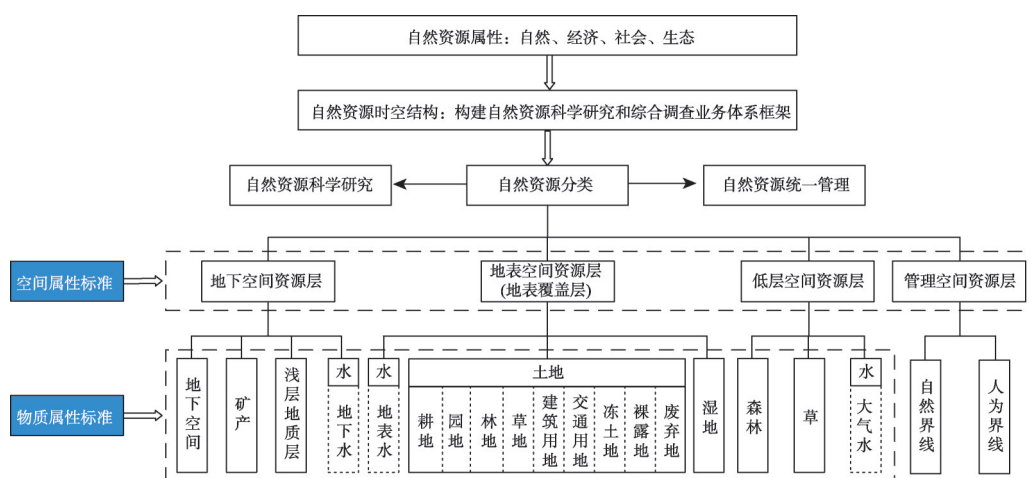 自然资源属性：自然、经济、社会、生态
自然资源时空结构：构建自然资源科学研究和综合调查业务体系框架
自然资源科学研究
自然资源分类
自然资源统一管理
空间属性标准
地下空间资源层
地表空间资源层
(地表覆盖层)
低层空间资源层
管理空间资源层
物质属性标准
地下空间
矿产
浅层地质层
水
地下水
水
地表水
土地
耕地
园地
林地
草地
建筑用地
交通用地
冻土地
裸露地
废弃地
湿地
森林
草
水
大气水
自然界线
人为界线